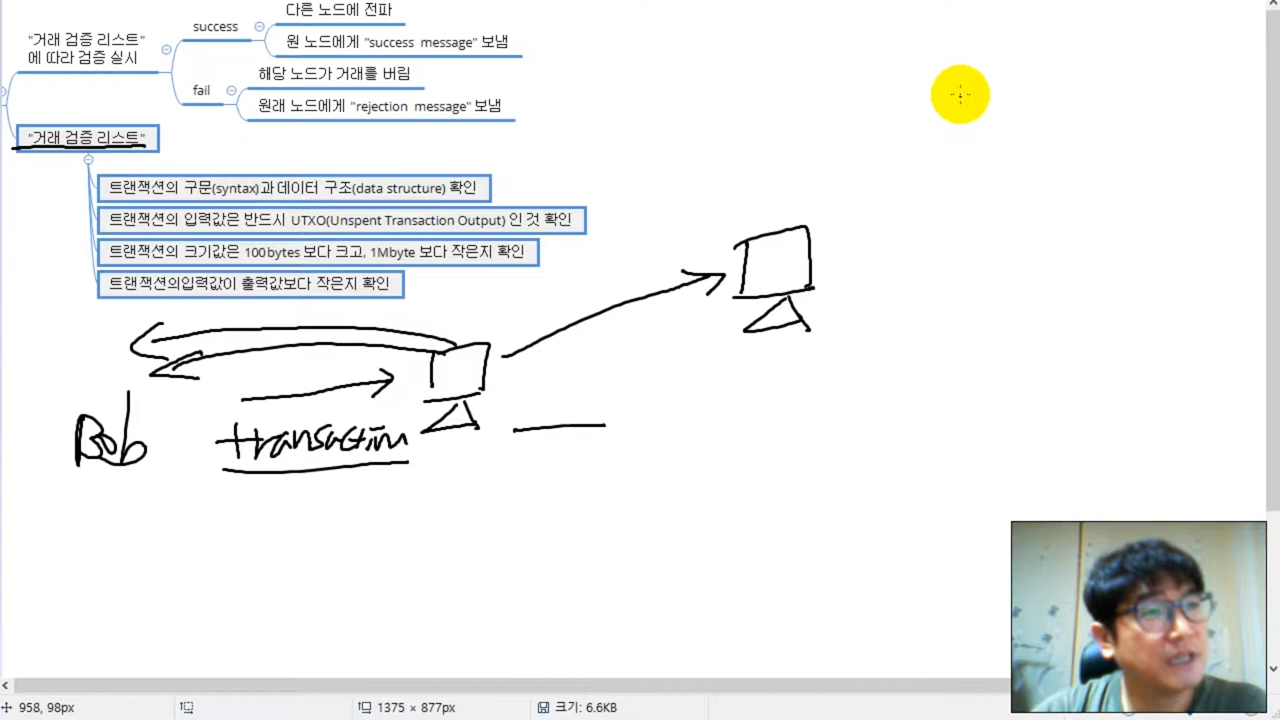 다른 노드에 전파
success
"거래 검증 리스트"
에 따라 검증 실시
원 노드에게 "success message" 보냄
해당 노드가 거래를 버림
fail
원래 노드에게 "rejection message" 보냄
"거래 검증 리스트"
트랜잭션의 구문(syntax)과 데이터 구조(data structure) 확인
트랜잭션의 입력값은 반드시 UTXO(Unspent Transaction Output) 인 것 확인
트랜잭션의 크기값은 100bytes 보다 크고, 1Mbyte 보다 작은지 확인
트랜잭션의입력값이 출력값보다 작은지 확인
Bob
transaction
958, 98px
1375 × 877px
크기: 6.6KB